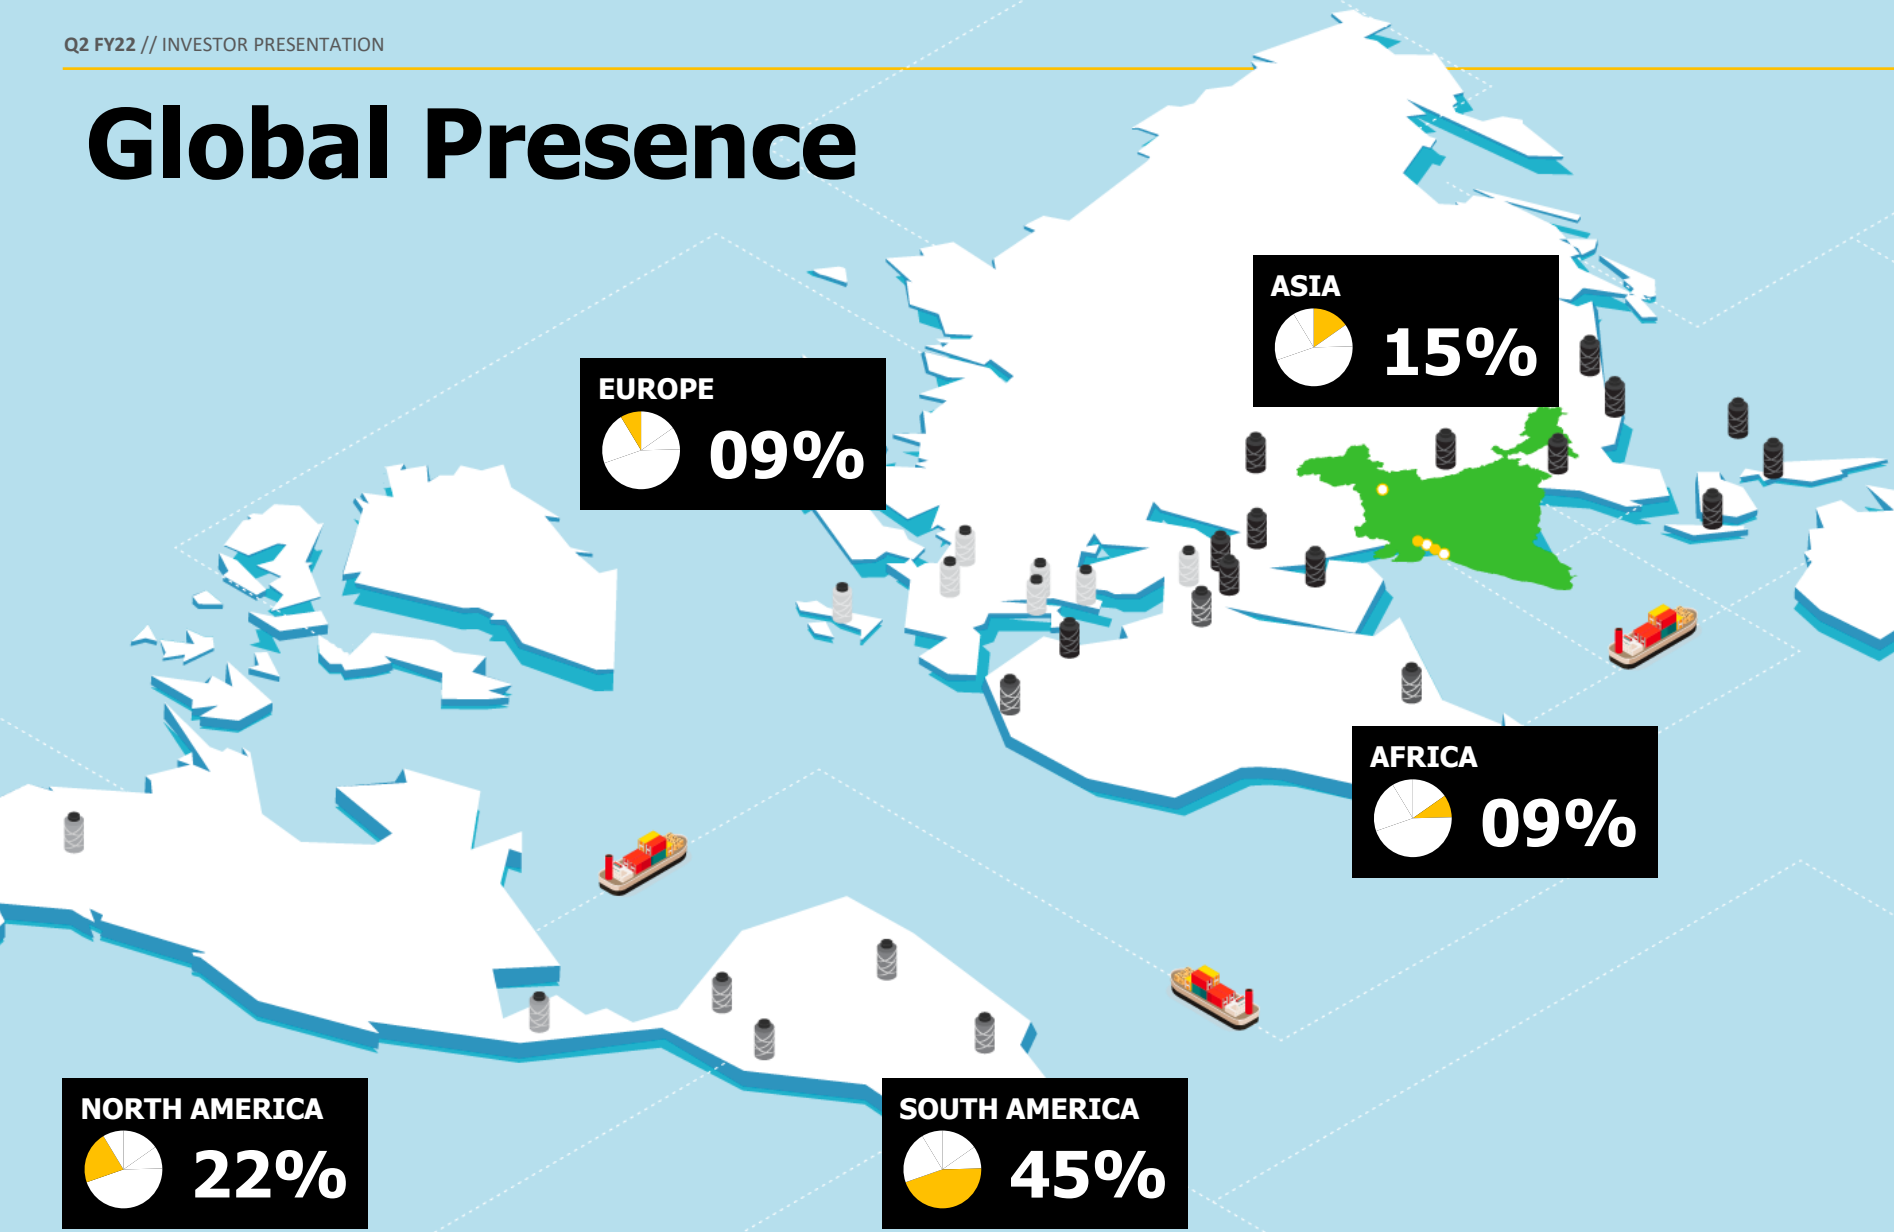 Q2 FY22 // INVESTOR PRESENTATION
Global Presence
ASIA
15%
EUROPE
09%
AFRICA
09%
NORTH AMERICA
22%
SOUTH AMERICA
45%